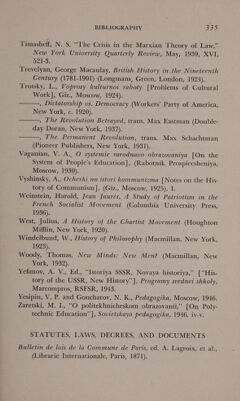 BIBLIOGRAPHY 335
Timasheff, N. S. "The Crisis in the Marxian Theory of Law,"
New York University Quarterly Review, May, 1939, XVI,
521-3.
Trevelyan, George Macaulay, British History in the Nineteenth
Century (1781-1901) (Longmans, Green, London, 1924).
Trotsky, L., Voprosy kulturnoi raboty [Problems of Cultural
Work], Giz., Moscow, 1924).
———, Dictatorship vs. Democracy (Workers' Party of America,
New York, c. 1920).
———, The Revolution Betrayed, trans. Max Eastman (Double-
day Doran, New York, 1937).
———, The Permanent Revolution, trans. Max Schachtman
(Pioneer Publishers, New York, 1931).
Vaganian, V. A., O systemie narodnavo obrazovaniya [On the
System of People's Education], (Rabotnik Prosvieshcheniya,
Moscow, 1930).
Vyshinsky, A., Ocherki po istori kommunizma [Notes on the His-
tory of Communism], (Giz., Moscow, 1925), 1.
Weinstein, Harold, Jean Jaurès, A Study of Patriotism in the
French Socialist Movement (Columbia University Press,
1936).
West, Julius, A History of the Chartist Movement (Houghton
Mifflin, New York, 1920).
Windelband, W., History of Philosophy (Macmillan, New York,
1923).
Woody, Thomas, New Minds: New Men? (Macmillan, New
York, 1932).
Yefimov, A. V., Ed., "Istoriya SSSR, Novaya historiya," ["His-
tory of the USSR, New History"], Programy srednei shkoly,
Marcompros, RSFSR, 1943.
Yesipin, V. P. and Goncharov, N. K., Pedagogika, Moscow, 1946.
Zaretski, M. I., "O politekhnicheskom obrazovanii," [On Poly-
technic Education"], Sovietskaya pedagogika, 1946, iv-v.
STATUTES, LAWS, DECREES, AND DOCUMENTS
Bulletin de lois de la Commune de Paris, ed. A. Lagroix, et al.,
(Librarie Internationale, Paris, 1871).